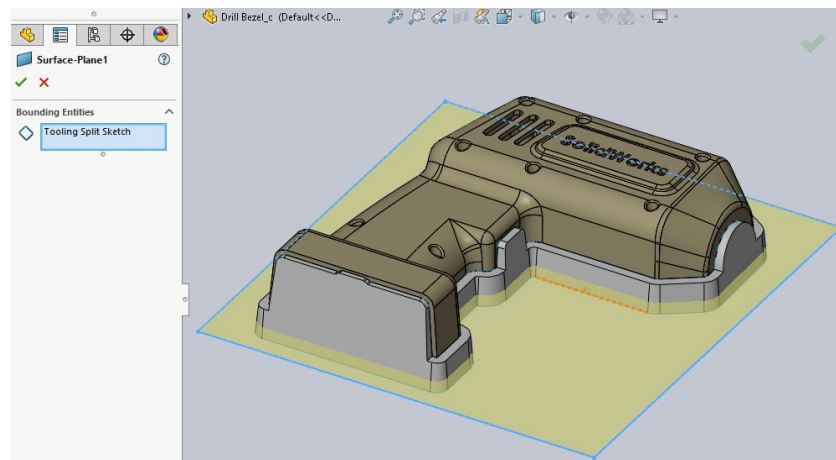 Drill Bezel_c (Default<<D...
Surface-Plane1
Bounding Entities
Tooling Split Sketch
SolidWorks